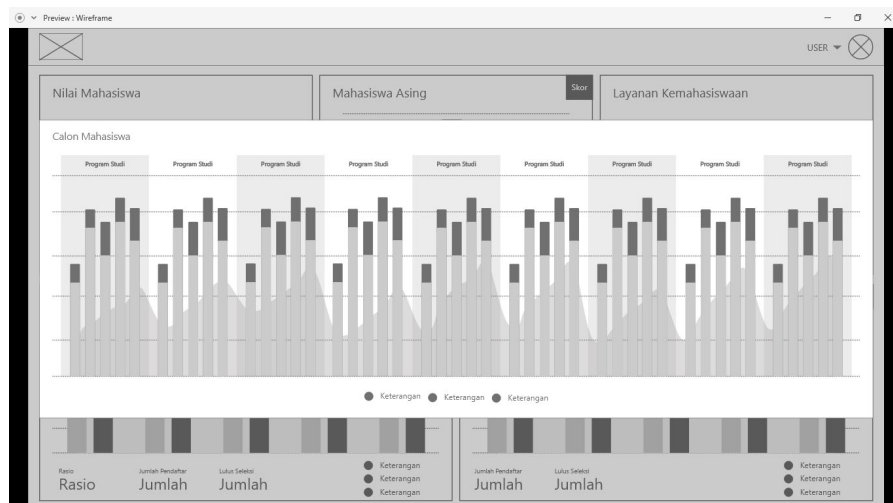 Preview : Wireframe
USER
Nilai Mahasiswa
Mahasiswa Asing
Skor
Layanan Kemahasiswaan
Calon Mahasiswa
Program Studi Program Studi Program Studi Program Studi Program Studi Program Studi Program Studi Program Studi Program Studi
Keterangan Keterangan Keterangan
Rasio
Rasio
Jumlah Pendaftar
Jumlah
Lulus Seleksi
Jumlah
Keterangan
Keterangan
Keterangan
Jumlah Pendaftar
Jumlah
Lulus Seleksi
Jumlah
Keterangan
Keterangan
Keterangan